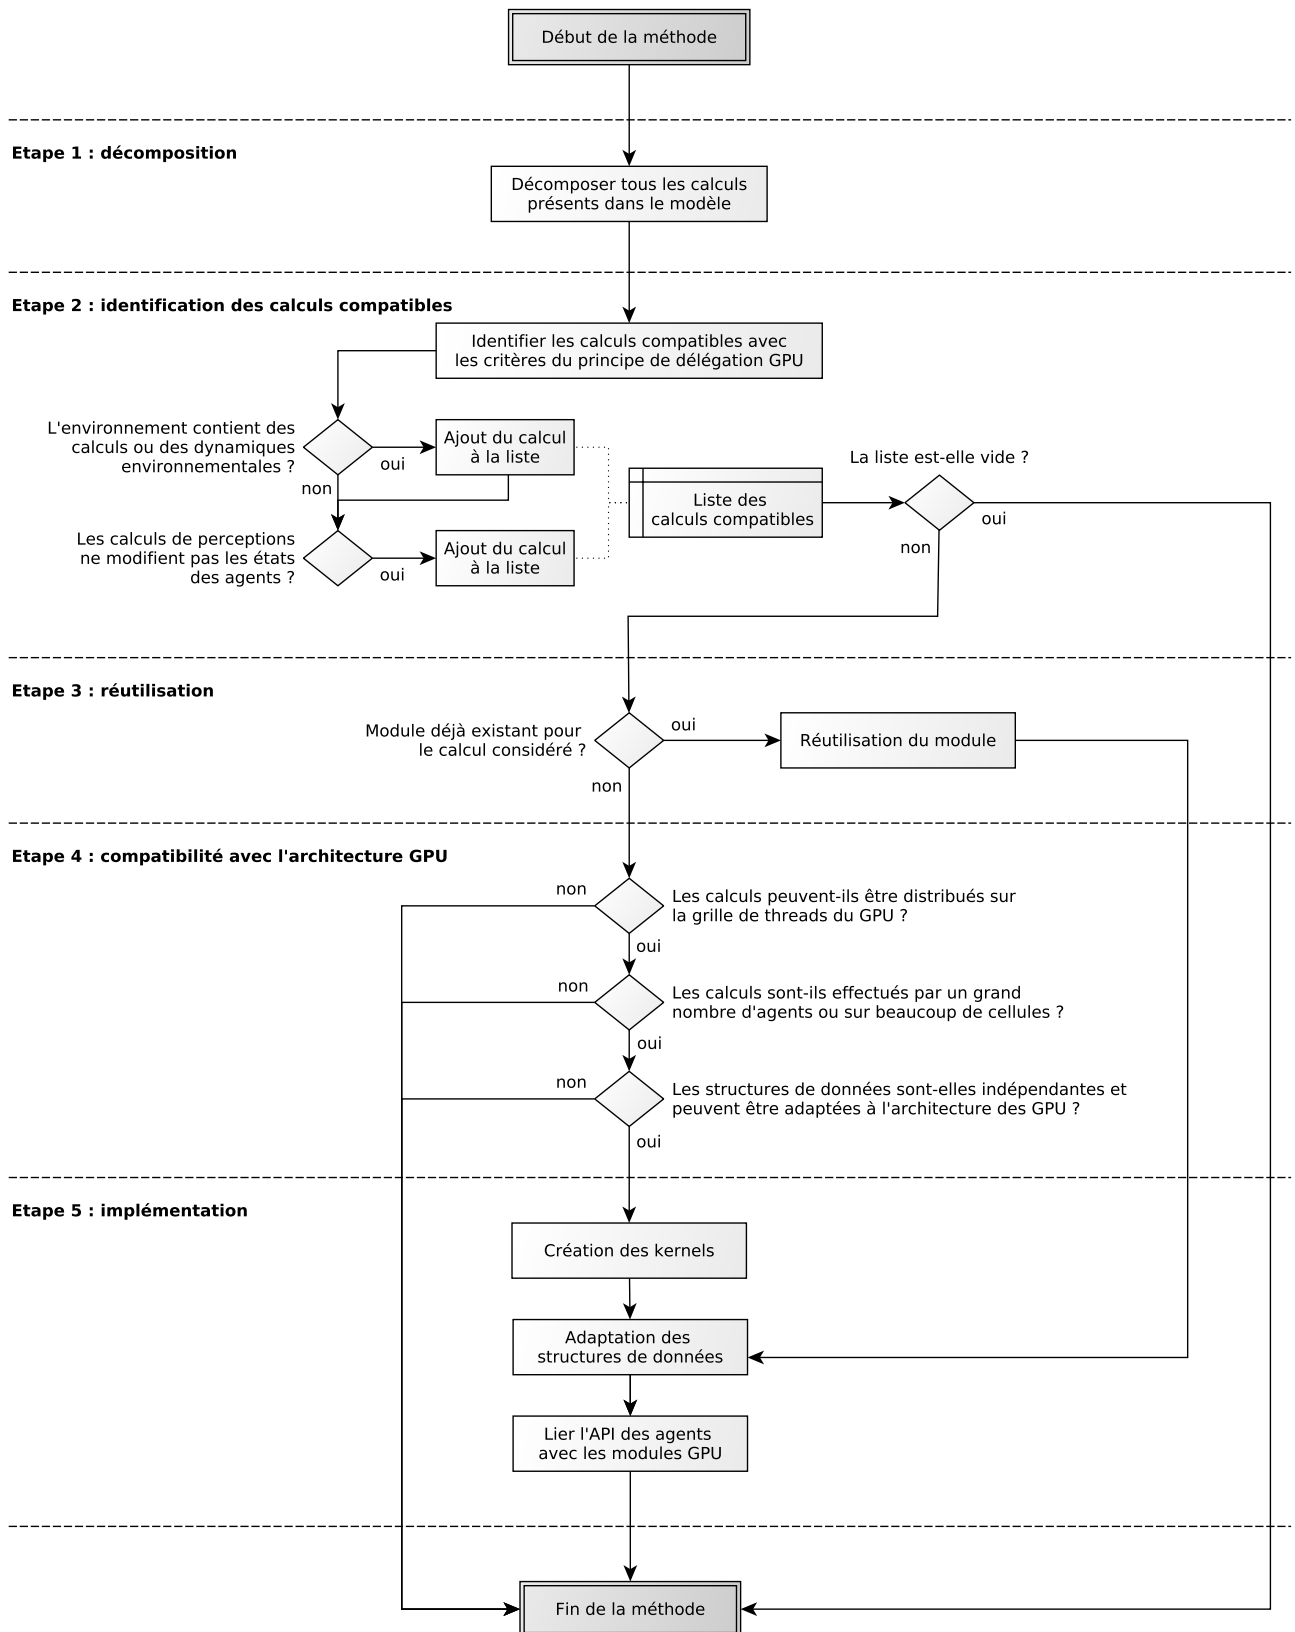 Début de la méthode
Etape 1 : décomposition
Décomposer tous les calculs
présents dans le modèle
Etape 2 : identification des calculs compatibles
Identifier les calculs compatibles avec
les critères du principe de délégation GPU
L'environnement contient des
calculs ou des dynamiques
environnementales ?
oui
non
Ajout du calcul
à la liste
Les calculs de perceptions
ne modifient pas les états
des agents ?
oui
Ajout du calcul
à la liste
Liste des
calculs compatibles
La liste est-elle vide ?
oui
non
Etape 3 : réutilisation
Module déjà existant pour
le calcul considéré ?
oui
non
Réutilisation du module
Etape 4 : compatibilité avec l'architecture GPU
non
Les calculs peuvent-ils être distribués sur
la grille de threads du GPU ?
oui
non
Les calculs sont-ils effectués par un grand
nombre d'agents ou sur beaucoup de cellules ?
oui
non
Les structures de données sont-elles indépendantes et
peuvent être adaptées à l'architecture des GPU ?
oui
Etape 5 : implémentation
Création des kernels
Adaptation des
structures de données
Lier l'API des agents
avec les modules GPU
Fin de la méthode